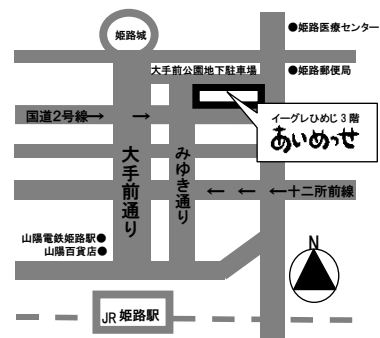 姫路城
●姫路医療センター
大手前公園地下駐車場
●姫路郵便局
国道2号線→ →
イーグレひめじ3階
あいめっせ
大手前通り
みゆき通り
← ← ←十二所前線
山陽電鉄姫路駅●
山陽百貨店●
N
JR 姫路駅